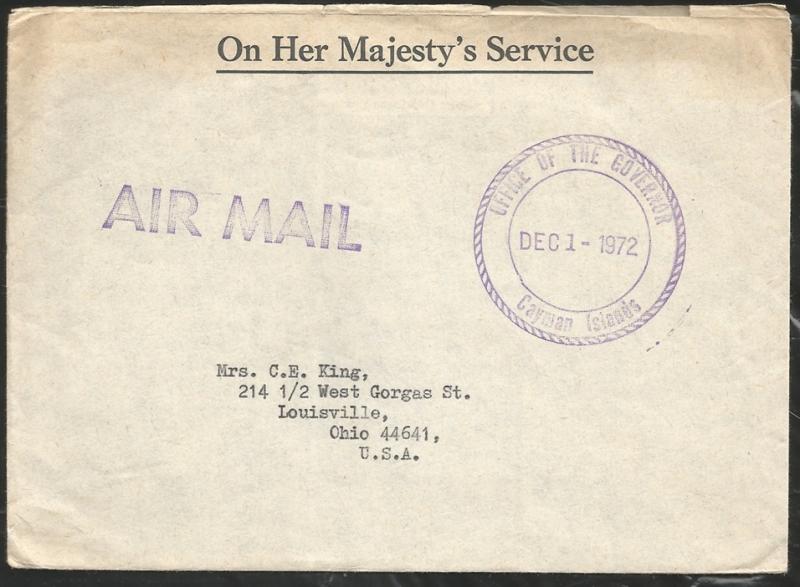 On Her Majesty's Service
AIR MAIL
OFFICE OF THE GOVERNOR
DEC 1 - 1972
Cayman Islands
Mrs. C.E. King,
214 1/2 West Gorgas St.
Louisville,
Ohio 44641,
U.S.A.